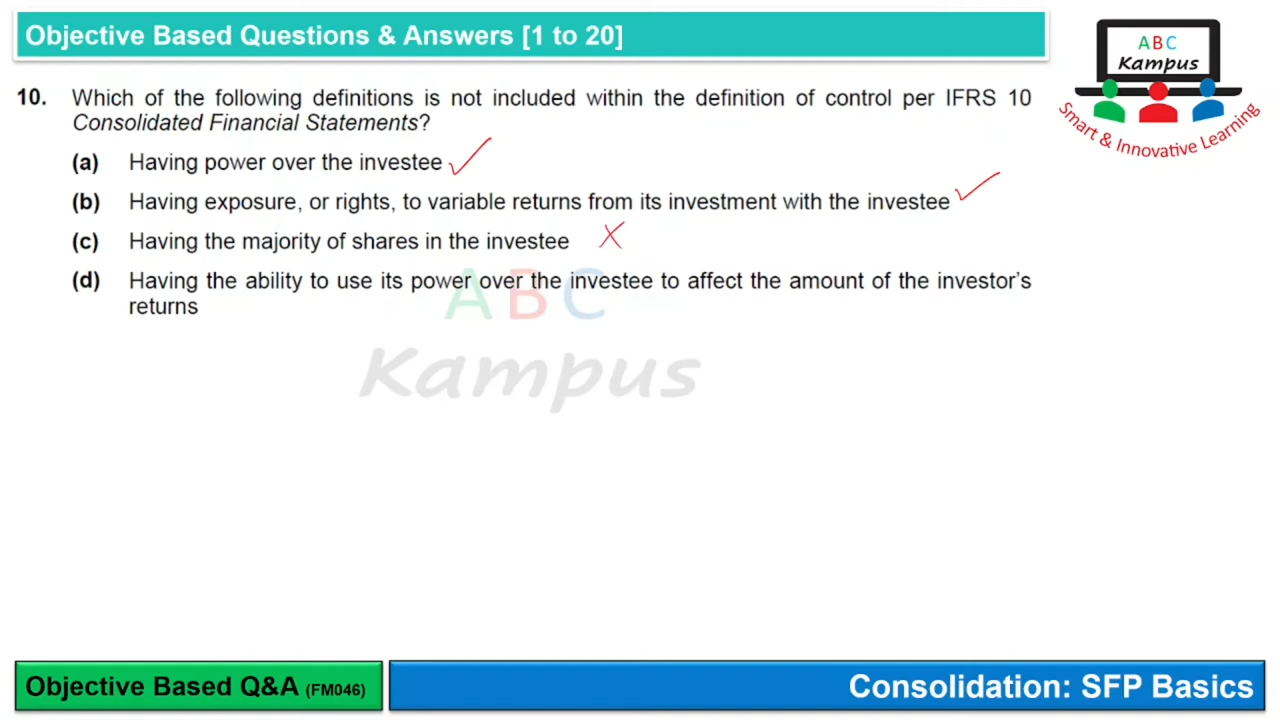 Objective Based Questions & Answers [1 to 20]
ABC
Kampus
Smart & Innovative Learning
10. Which of the following definitions is not included within the definition of control per IFRS 10
Consolidated Financial Statements?
(a) Having power over the investee
(b) Having exposure, or rights, to variable returns from its investment with the investee
(c) Having the majority of shares in the investee
(d) Having the ability to use its power over the investee to affect the amount of the investor's
returns
ABC
Kampus
Objective Based Q&A (FM046)
Consolidation: SFP Basics